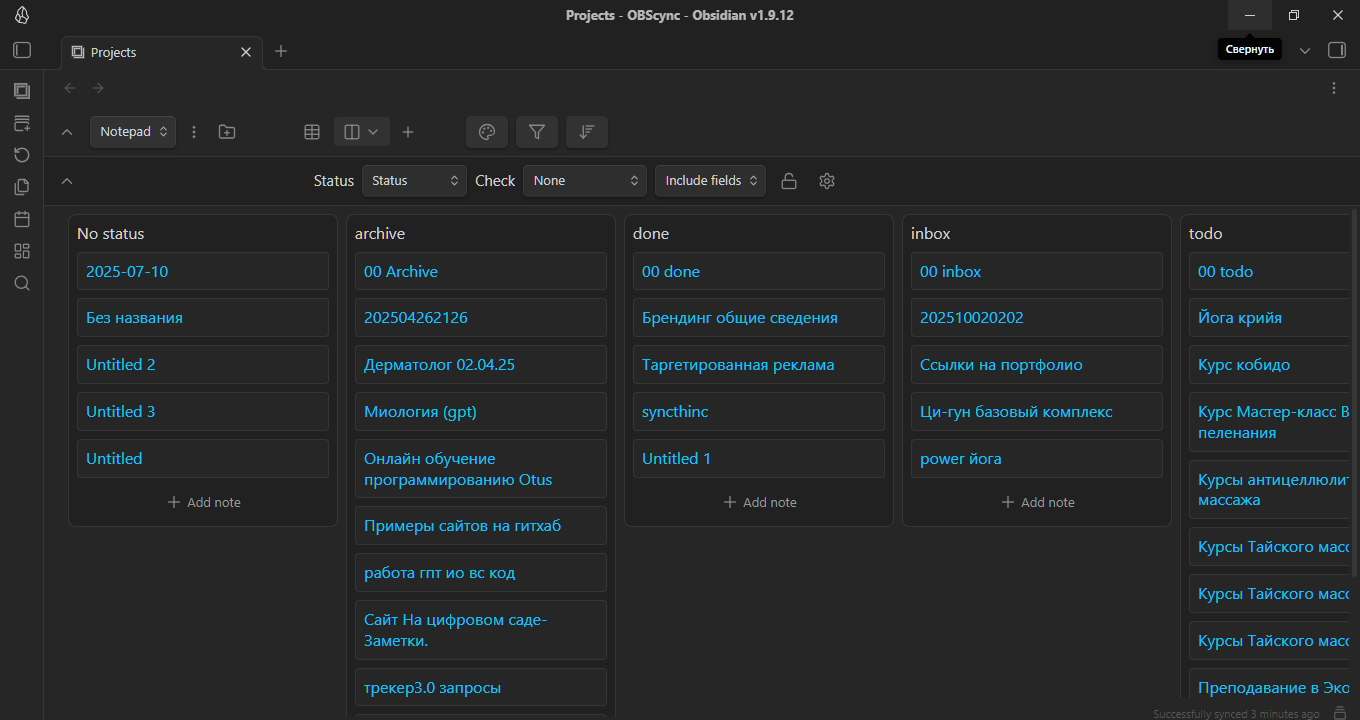 Projects - OBScync - Obsidian v1.9.12
Projects
Свернуть
Notepad
Status
Status
Check
None
Include fields
No status
2025-07-10
Без названия
Untitled 2
Untitled 3
Untitled
Add note
archive
00 Archive
202504262126
Дерматолог 02.04.25
Миология (gpt)
Онлайн обучение
программированию Otus
Примеры сайтов на гитхаб
работа гпт ио вс код
Сайт На цифровом саде-
Заметки.
трекер3.0 запросы
done
00 done
Брендинг общие сведения
Таргетированная реклама
syncthinc
Untitled 1
Add note
inbox
00 inbox
202510020202
Ссылки на портфолио
Ци-гун базовый комплекс
power йога
Add note
todo
00 todo
Йога крийя
Курс кобидо
Курс Мастер-класс В
пеленания
Курсы антицеллюлит
массажа
Курсы Тайского масс
Курсы Тайского масс
Курсы Тайского масс
Преподавание в Эко
Successfully synced 3 minutes ago